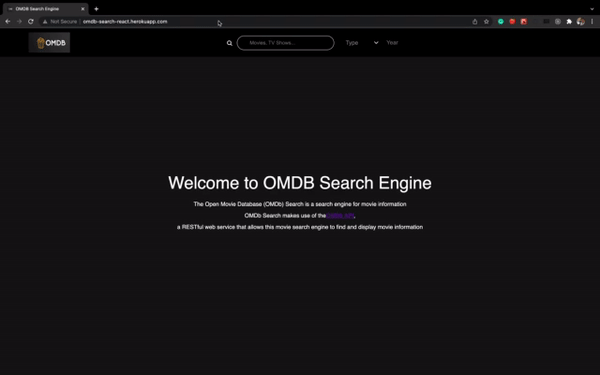 OMDB Search Engine
Not Secure
omdb-search-react.herokuapp.com
OMDB
Movies, TV Shows...
Type
Year
Welcome to OMDB Search Engine
The Open Movie Database (OMDb) Search is a search engine for movie information
OMDb Search makes use of the OMDb API,
a RESTful web service that allows this movie search engine to find and display movie information